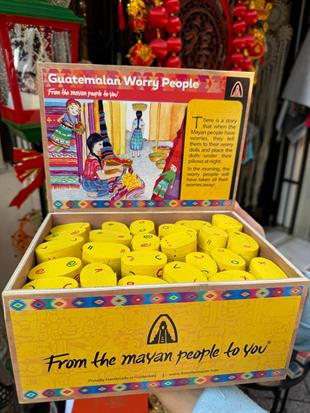 Guatemalan Worry People
From the mayan people to you!
There is a story
that when the
Mayan people have
worries, they tell
them to their worry
dolls and place the
dolls under their
pillows at night.
In the morning, the
worry people will
have taken all their
worries away!
From the mayan people to you
Proudly Handmade in Guatemala